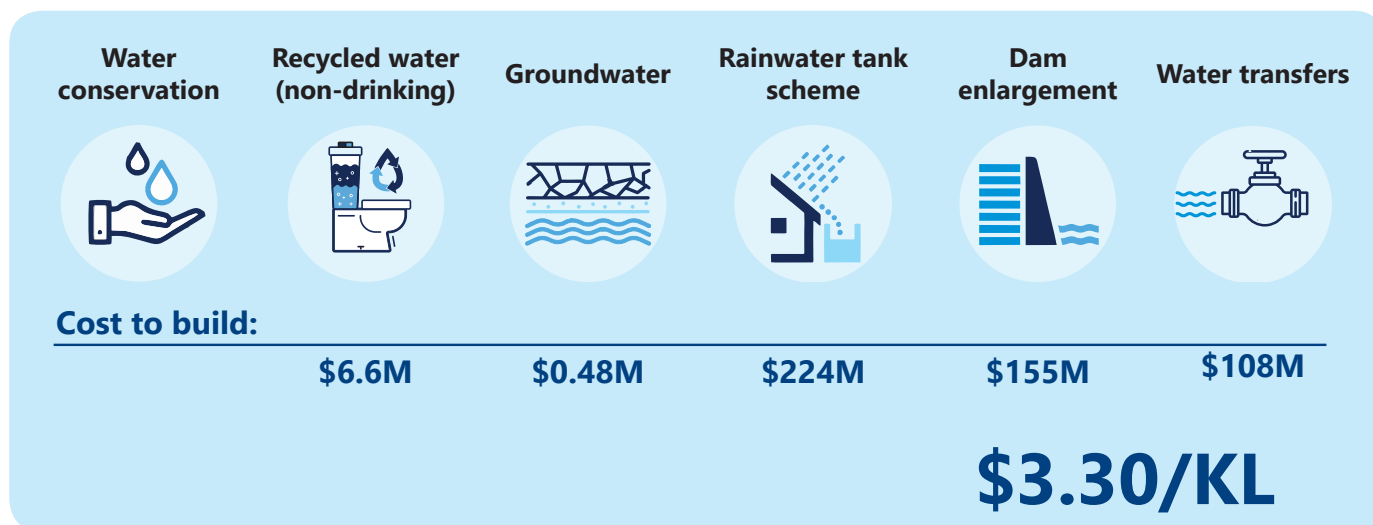 Water
conservation
Recycled water
(non-drinking)
Groundwater
Rainwater tank
scheme
Dam
enlargement
Water transfers
Cost to build:
$6.6M
$0.48M
$224M
$155M
$108M
$3.30/KL